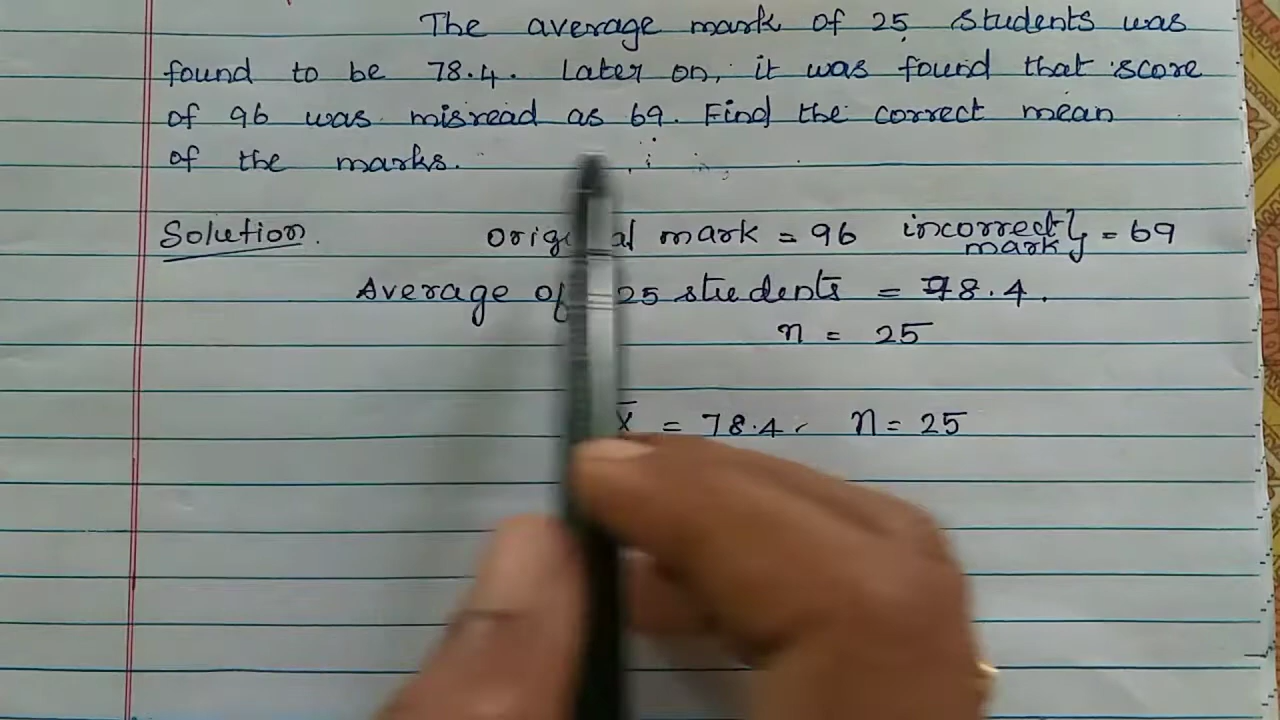 The average mark of 25 students was
found to be 78.4. Later on, it was found that score
of 96 was misread as 69. Find the correct mean
of the marks.
Solution. mark = 96 incorrect mark } = 69
Average of 25 students = 78.4.
n = 25
x̄ = 78.4, n = 25